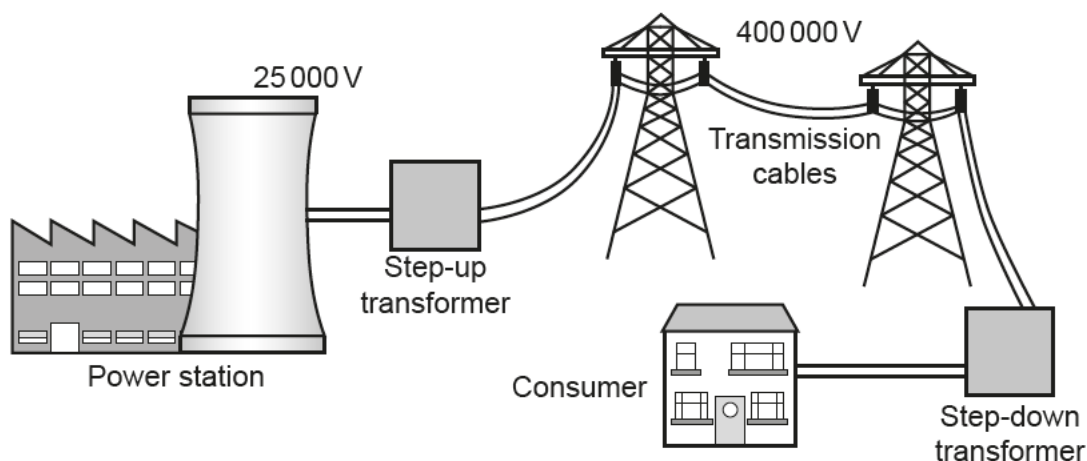 25 000 V
400 000 V
Transmission
cables
Step-up
transformer
Power station
Consumer
Step-down
transformer